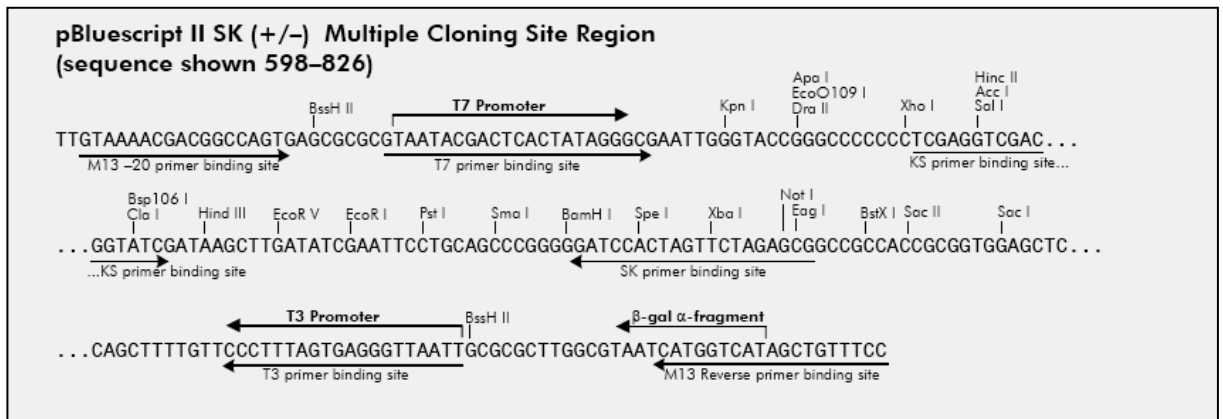 pBluescript II SK (+/–) Multiple Cloning Site Region
(sequence shown 598–826)
Apa I Hinc II
BssH II T7 Promoter Kpn I EcoO109 I Xho I Acc I
Dra II Sal I
TTGTAAAACGACGGCCAGTGAGCGCGCGTAATACGACTCACTATAGGGCGAATTGGGTACCGGGCCCCCCCTCGAGGTCGAC...
M13 –20 primer binding site T7 primer binding site KS primer binding site...
Bsp106 I Not I
Cla I Hind III EcoR V EcoR I Pst I Sma I BamH I Spe I Xba I Eag I BstX I Sac II Sac I
...GGTATCGATAAGCTTGATATCGAATTCCTGCAGCCCGGGGGATCCACTAGTTCTAGAGCGGCCGCCACCGCGGTGGAGCTC...
...KS primer binding site SK primer binding site
T3 Promoter BssH II β-gal α-fragment
...CAGCTTTTGTTCCCTTTAGTGAGGGTTAATTGCGCGCTTGGCGTAATCATGGTCATAGCTGTTTCC
T3 primer binding site M13 Reverse primer binding site